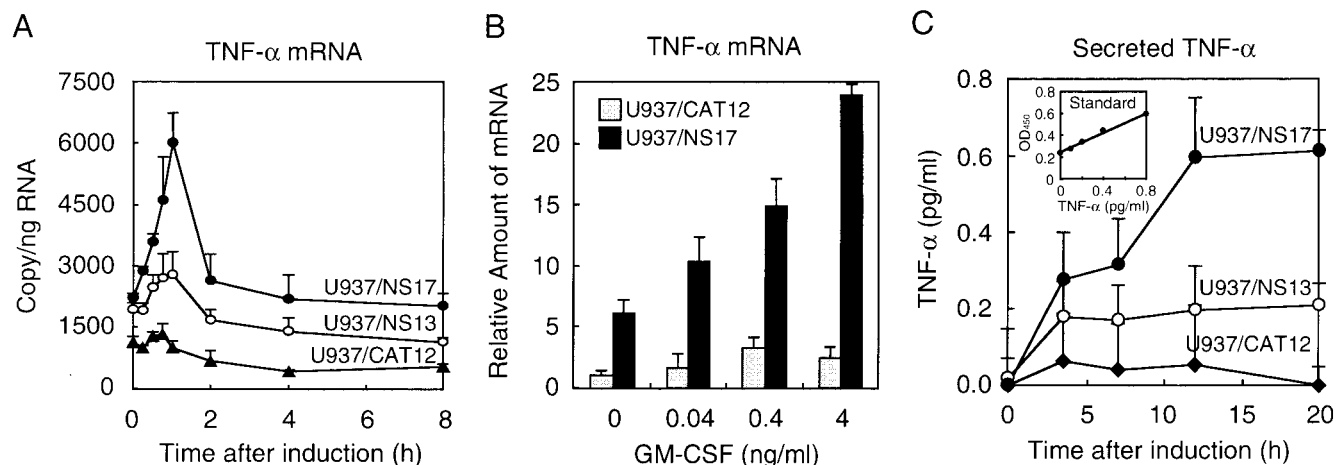 A
TNF-α mRNA
Copy/ng RNA
7500
6000
4500
3000
1500
0
U937/NS17
U937/NS13
U937/CAT12
0 2 4 6 8
Time after induction (h)
B
TNF-α mRNA
Relative Amount of mRNA
25
20
15
10
5
0
U937/CAT12
U937/NS17
0 0.04 0.4 4
GM-CSF (ng/ml)
C
Secreted TNF-α
TNF-α (pg/ml)
0.8
0.6
0.4
0.2
0.0
Standard
OD450
0.8
0.6
0.4
0.2
0
0 0.4 0.8
TNF-α (pg/ml)
U937/NS17
U937/NS13
U937/CAT12
0 5 10 15 20
Time after induction (h)